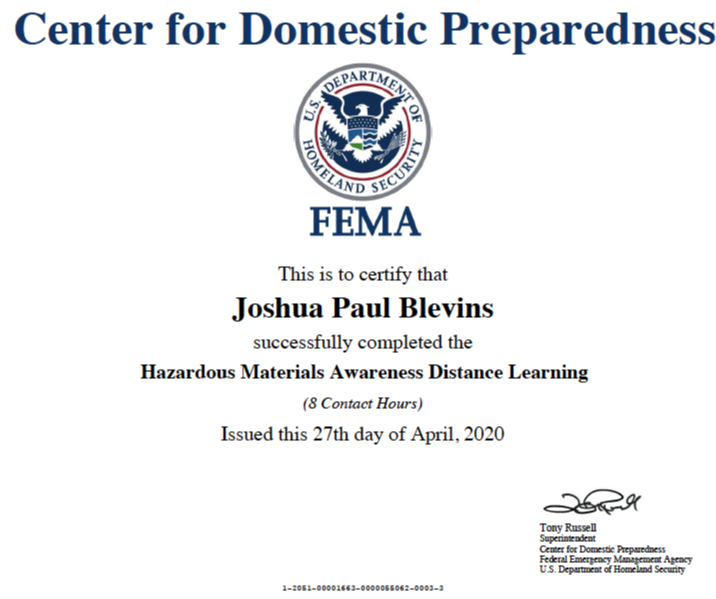 Center for Domestic Preparedness
U.S. DEPARTMENT OF
HOMELAND SECURITY
FEMA
This is to certify that
Joshua Paul Blevins
successfully completed the
Hazardous Materials Awareness Distance Learning
(8 Contact Hours)
Issued this 27th day of April, 2020
Tony Russell
Superintendent
Center for Domestic Preparedness
Federal Emergency Management Agency
U.S. Department of Homeland Security
1-2051-00001663-0000055062-0003-3